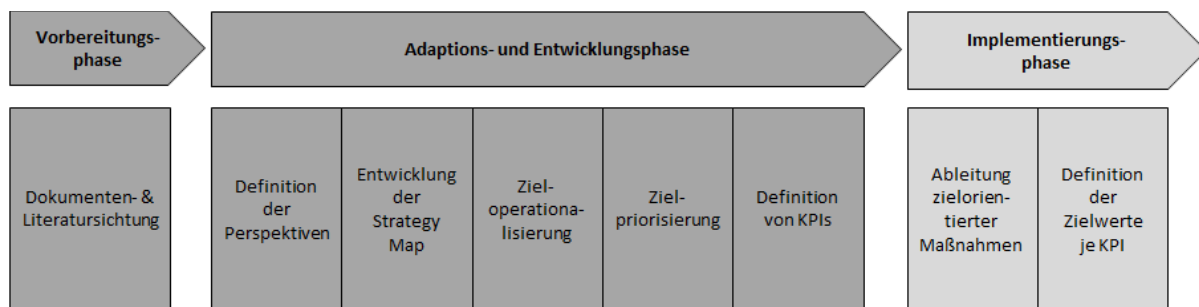 Vorbereitungs-
phase
Adaptions- und Entwicklungsphase
Implementierungs-
phase
Dokumenten- &
Literatursichtung
Definition
der
Perspektiven
Entwicklung
der
Strategy
Map
Ziel-
operationa-
lisierung
Ziel-
priorisierung
Definition
von KPIs
Ableitung
zielorien-
tierter
Maßnahmen
Definition
der
Zielwerte
je KPI